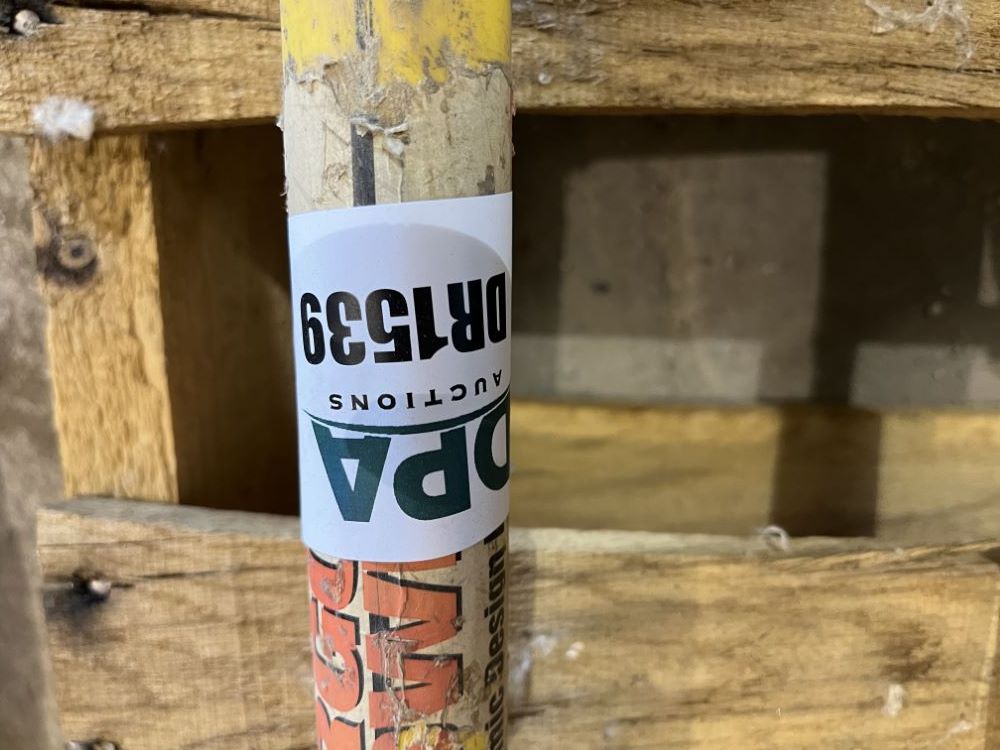 DPA
AUCTIONS
DR1539
Design